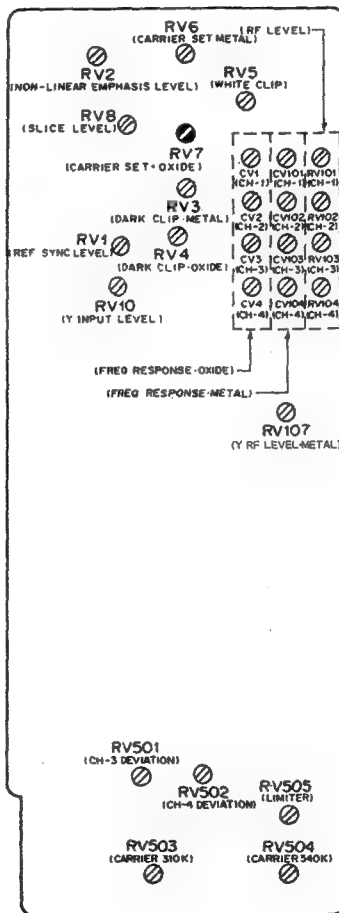 RV6
(CARRIER SET METAL)
(RF LEVEL)
RV2
(NON-LINEAR EMPHASIS LEVEL)
RV5
(WHITE CLIP)
RV8
(SLICE LEVEL)
RV7
(CARRIER SET-OXIDE)
CV1
(CH-1)
CV101
(CH-1)
RV101
(CH-1)
RV3
(DARK CLIP-METAL)
CV2
(CH-2)
CV102
(CH-2)
RV102
(CH-2)
RV1
(REF SYNC LEVEL)
RV4
(DARK CLIP-OXIDE)
CV3
(CH-3)
CV103
(CH-3)
RV103
(CH-3)
RV10
(Y INPUT LEVEL)
CV4
(CH-4)
CV104
(CH-4)
RV104
(CH-4)
(FREQ RESPONSE-OXIDE)
(FREQ RESPONSE-METAL)
RV107
(Y RF LEVEL-METAL)
RV501
(CH-3 DEVIATION)
RV502
(CH-4 DEVIATION)
RV505
(LIMITER)
RV503
(CARRIER 310K)
RV504
(CARRIER 540K)